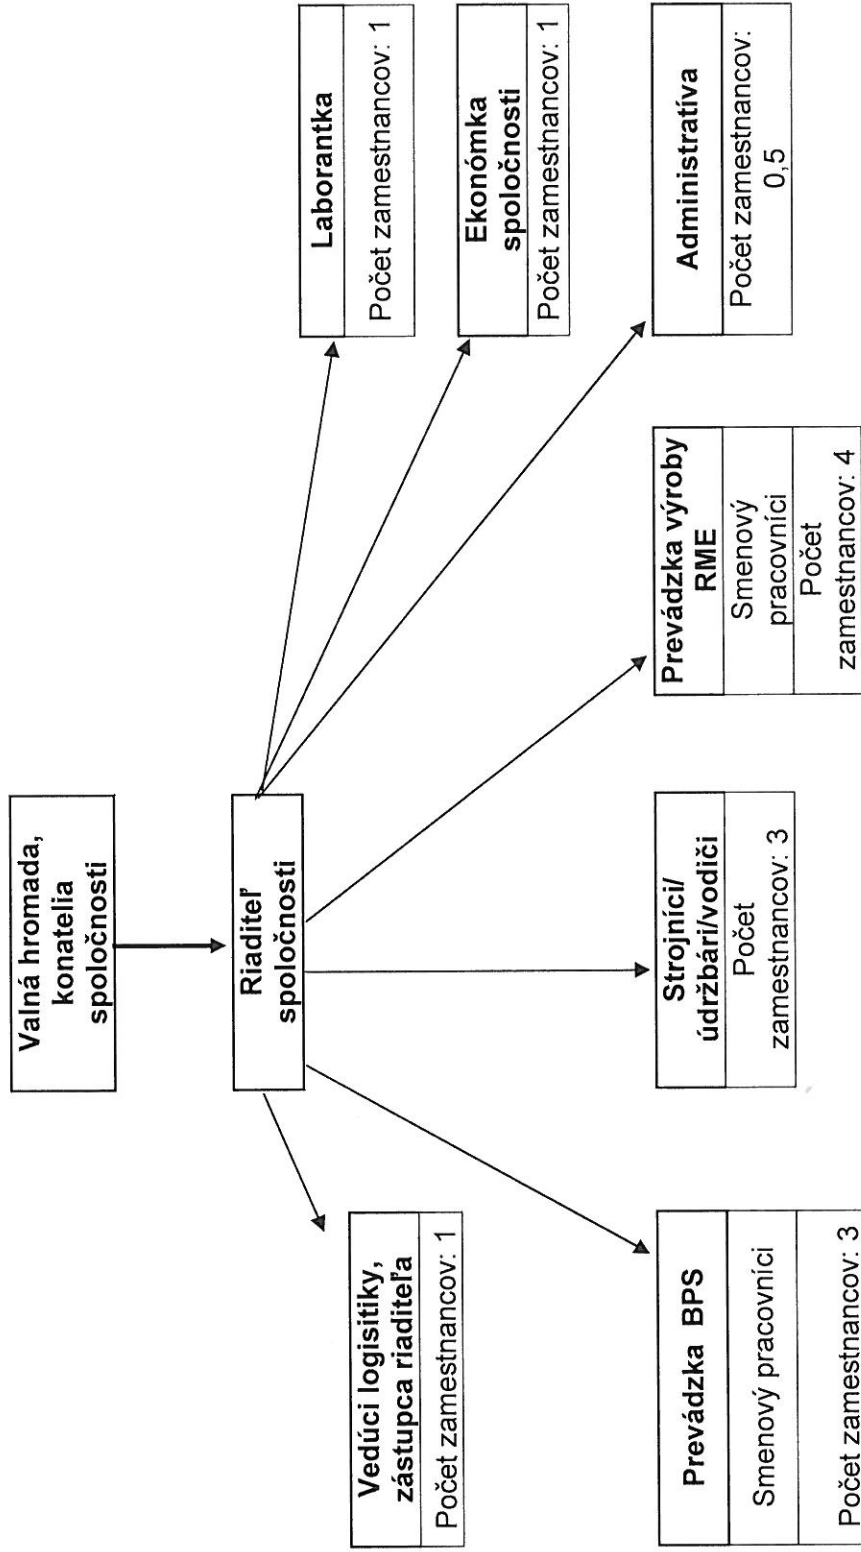 Valná hromada,
konatelia
spoločnosti
Riaditeľ
spoločnosti
Vedúci logisitiky,
zástupca riaditeľa
Počet zamestnancov: 1
Laborantka
Počet zamestnancov: 1
Ekonómka
spoločnosti
Počet zamestnancov: 1
Prevádzka BPS
Smenový pracovníci
Počet zamestnancov: 3
Strojníci/
údržbári/vodiči
Počet
zamestnancov: 3
Prevádzka výroby
RME
Smenový
pracovníci
Počet
zamestnancov: 4
Administratíva
Počet zamestnancov:
0,5